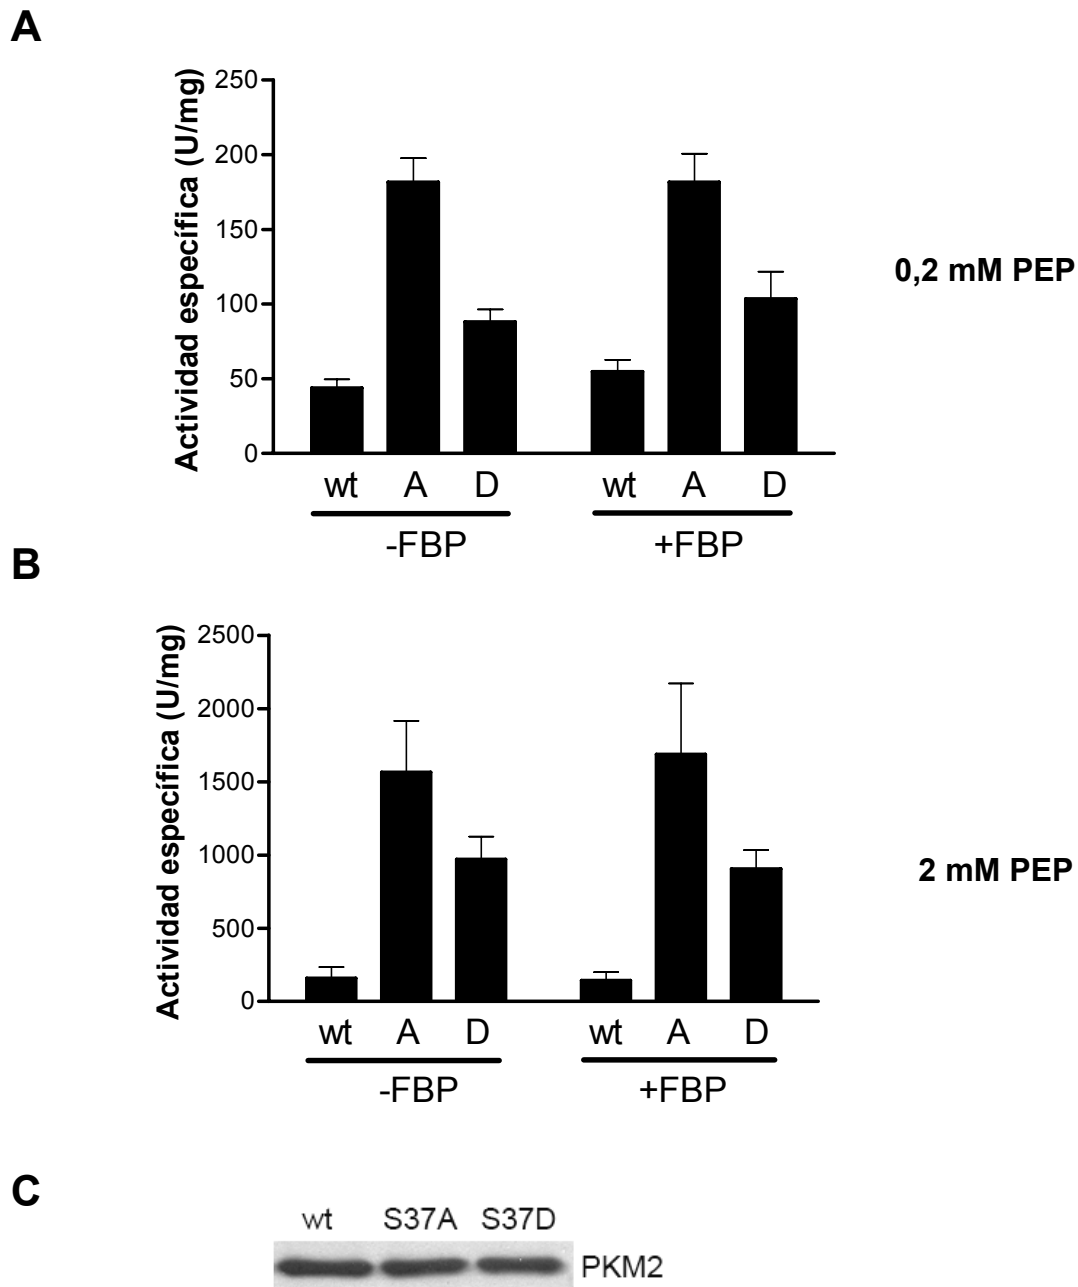 A
Actividad específica (U/mg)
250
200
150
100
50
0
wt A D wt A D
-FBP +FBP
0,2 mM PEP
B
Actividad específica (U/mg)
2500
2000
1500
1000
500
0
wt A D wt A D
-FBP +FBP
2 mM PEP
C
wt S37A S37D
PKM2